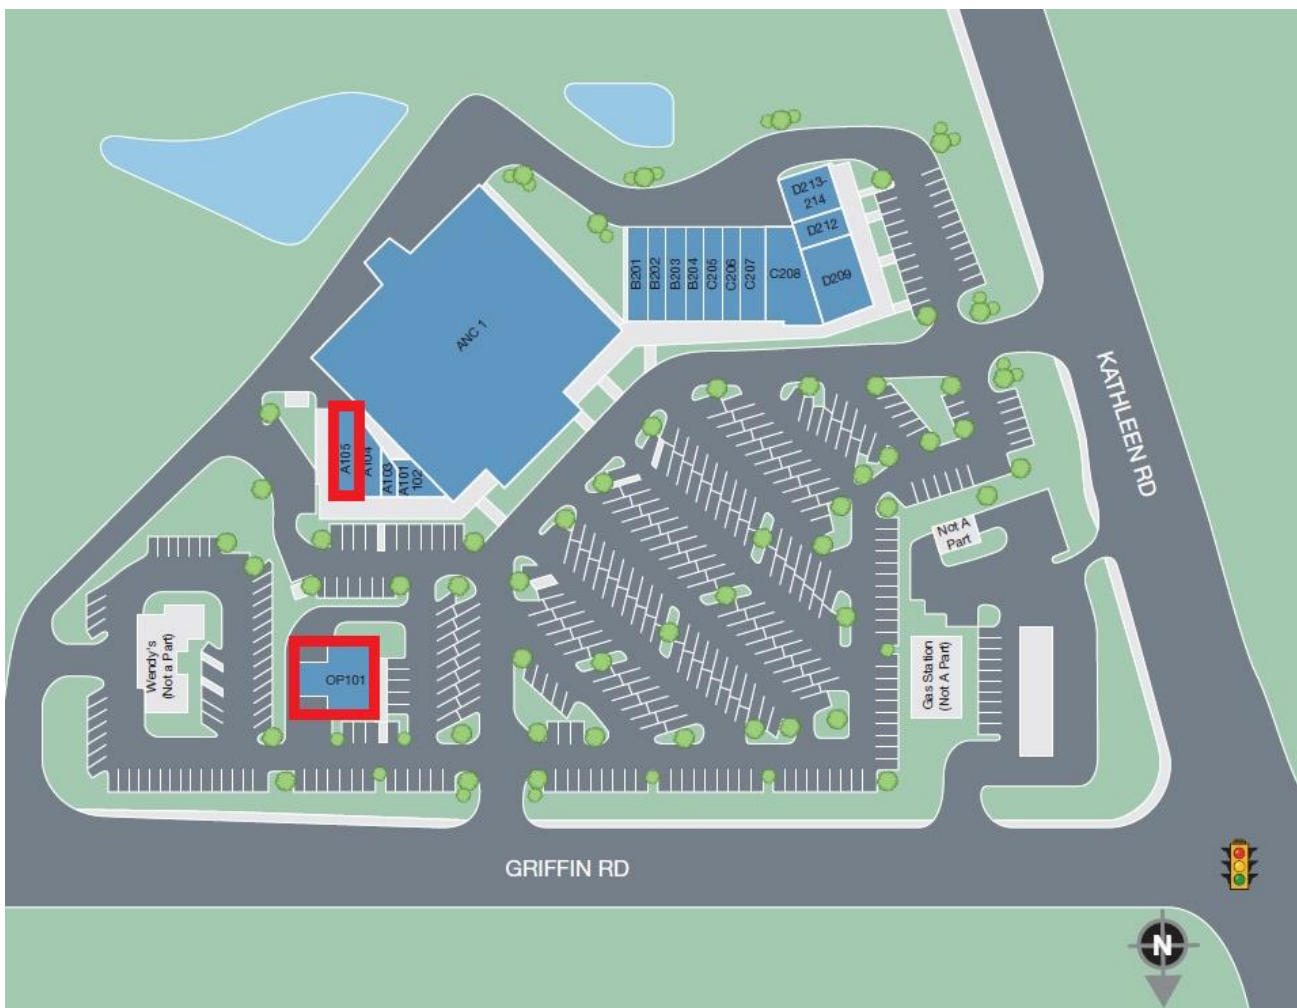 D213-
214
D212
D209
B201
B202
B203
B204
C205
C206
C207
C208
ANC 1
KATHLEEN RD
A105
A104
A103
A101
102
Not A
Part
Wendy's
(Not a Part)
OP101
Gas Station
(Not A Part)
GRIFFIN RD
N